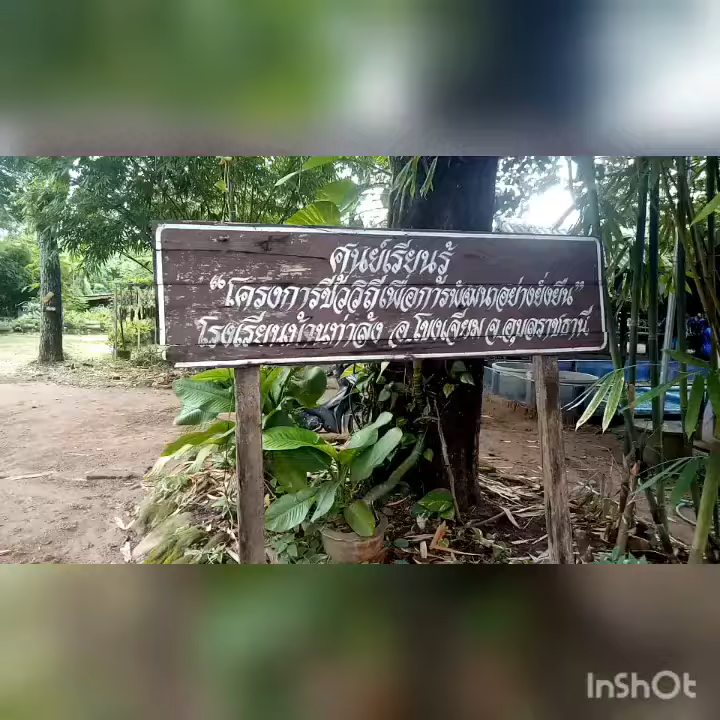 ศูนย์เรียนรู้
"โครงการชีววิถีเพื่อการพัฒนาอย่างยั่งยืน"
โรงเรียนบ้านท่าล้ง อ.โขงเจียม จ.อุบลราชธานี
InShOt